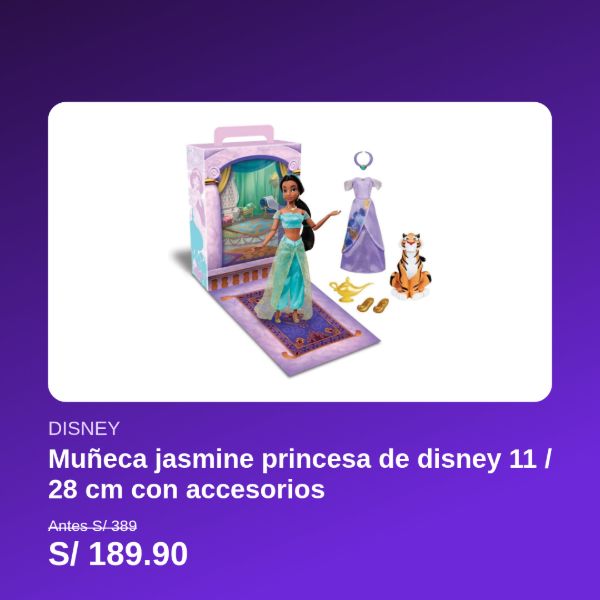 DISNEY
Muñeca jasmine princesa de disney 11 /
28 cm con accesorios
Antes S/ 389
S/ 189.90